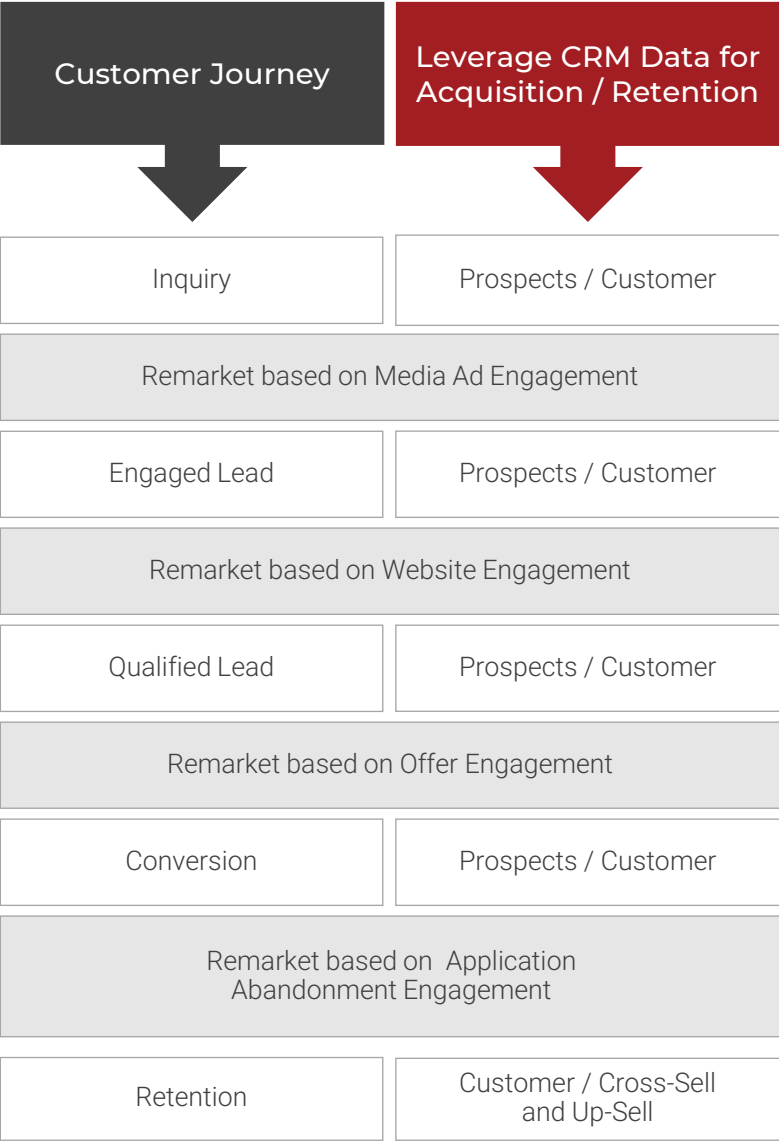 Customer Journey
Leverage CRM Data for
Acquisition / Retention
Inquiry
Prospects / Customer
Remarket based on Media Ad Engagement
Engaged Lead
Prospects / Customer
Remarket based on Website Engagement
Qualified Lead
Prospects / Customer
Remarket based on Offer Engagement
Conversion
Prospects / Customer
Remarket based on Application
Abandonment Engagement
Retention
Customer / Cross-Sell
and Up-Sell